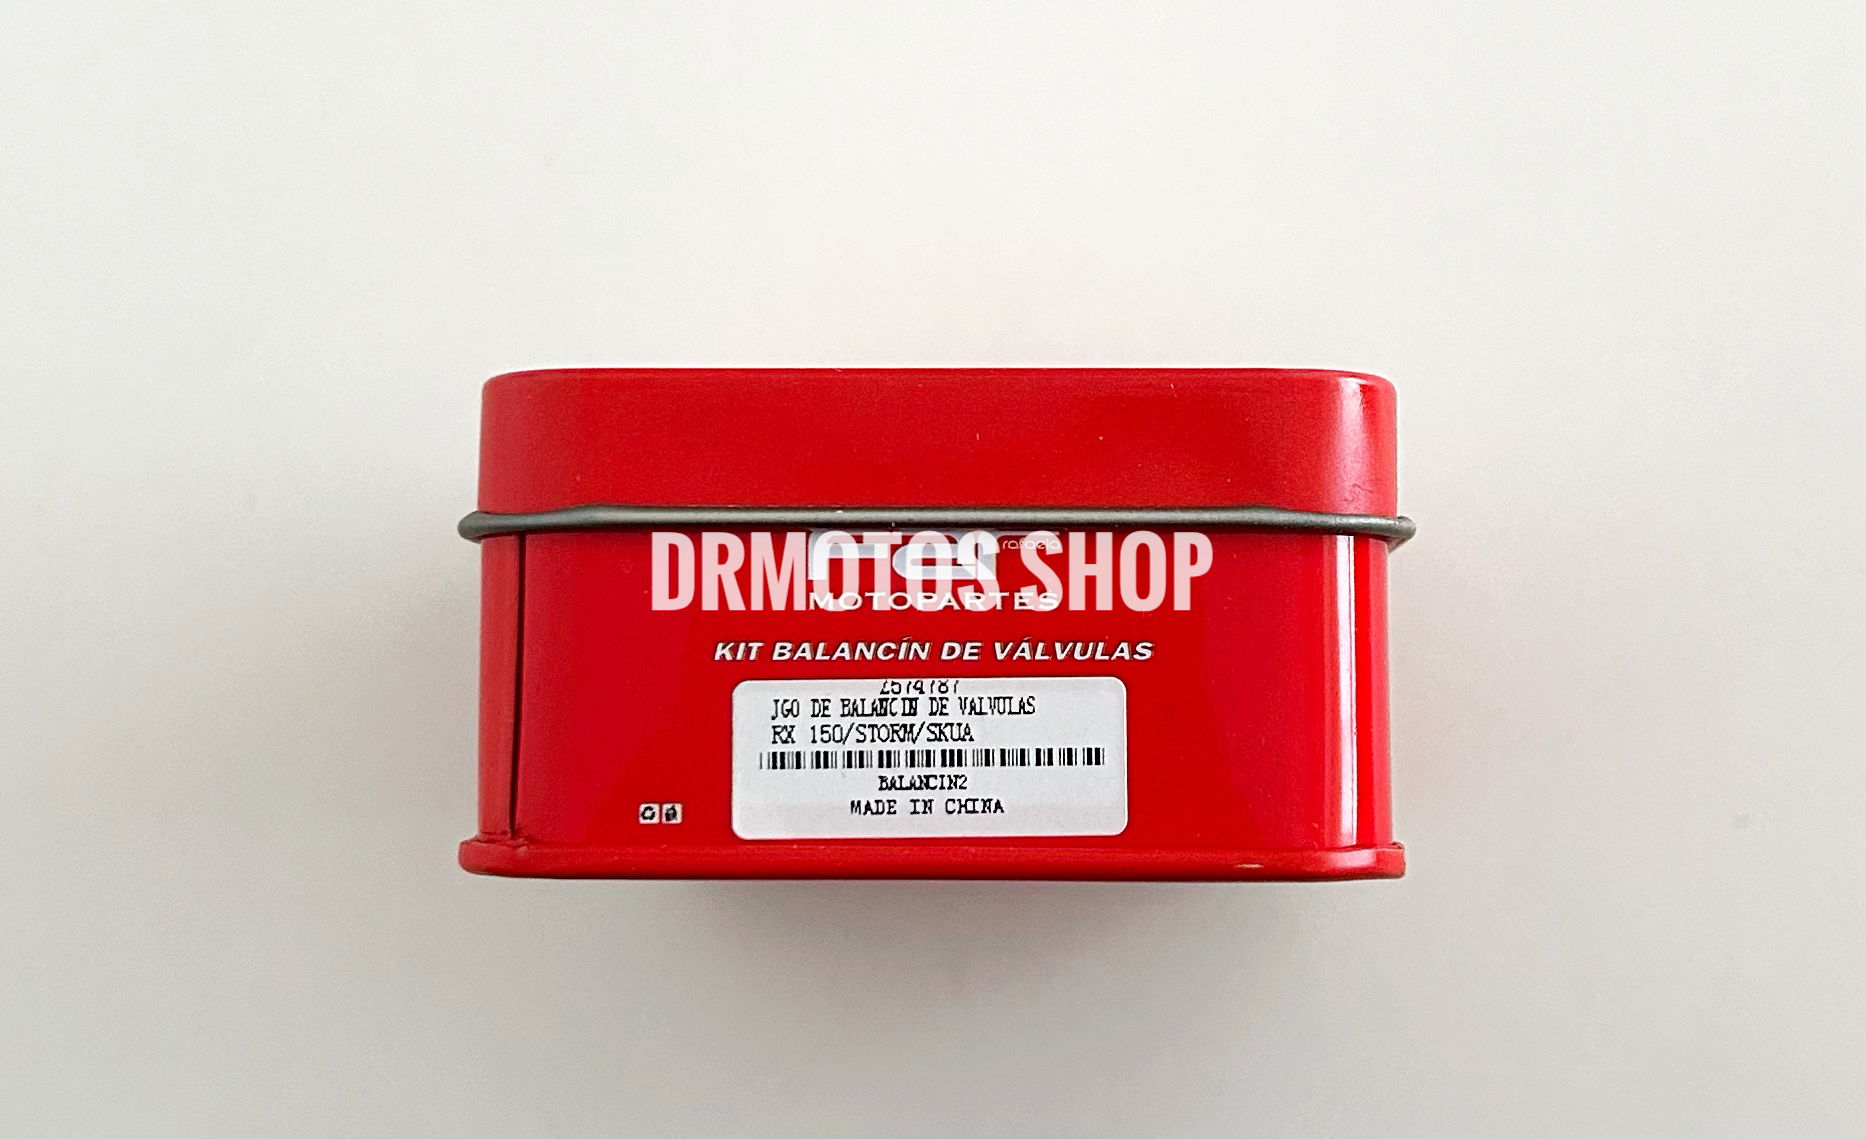 rafaela
DRMOTOS SHOP
MOTOPARTES
KIT BALANCÍN DE VÁLVULAS
JGO DE BALANCIN DE VALVULAS
RX 150/STORM/SKUA
BALANCIN2
MADE IN CHINA